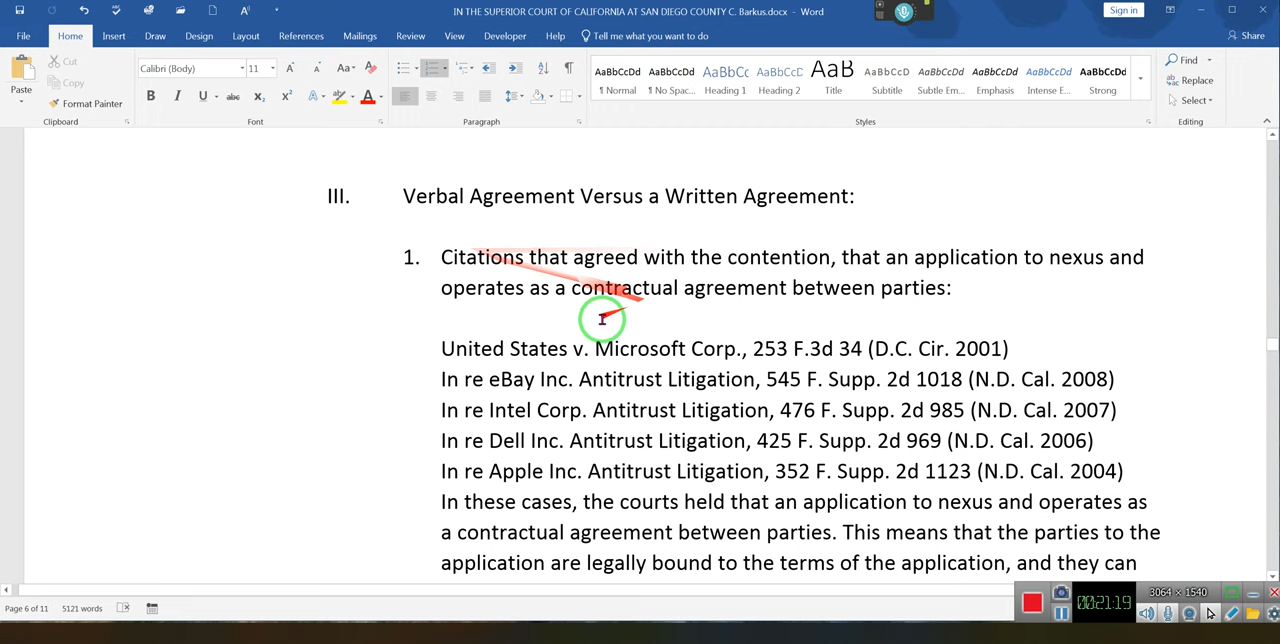 IN THE SUPERIOR COURT OF CALIFORNIA AT SAN DIEGO COUNTY C. Barkus.docx - Word
Sign in
File Home Insert Draw Design Layout References Mailings Review View Developer Help Tell me what you want to do Share
Paste
Cut
Copy
Format Painter
Clipboard
Calibri (Body) 11
Font
Paragraph
AaBbCcDd AaBbCcDd AaBbCc AaBbCcD AaB AaBbCcD AaBbCcDd AaBbCcDd AaBbCcDd AaBbCcDd
¶ Normal ¶ No Spac... Heading 1 Heading 2 Title Subtitle Subtle Em... Emphasis Intense E... Strong
Styles
Find
Replace
Select
Editing
III. Verbal Agreement Versus a Written Agreement:
1. Citations that agreed with the contention, that an application to nexus and
operates as a contractual agreement between parties:
United States v. Microsoft Corp., 253 F.3d 34 (D.C. Cir. 2001)
In re eBay Inc. Antitrust Litigation, 545 F. Supp. 2d 1018 (N.D. Cal. 2008)
In re Intel Corp. Antitrust Litigation, 476 F. Supp. 2d 985 (N.D. Cal. 2007)
In re Dell Inc. Antitrust Litigation, 425 F. Supp. 2d 969 (N.D. Cal. 2006)
In re Apple Inc. Antitrust Litigation, 352 F. Supp. 2d 1123 (N.D. Cal. 2004)
In these cases, the courts held that an application to nexus and operates as
a contractual agreement between parties. This means that the parties to the
application are legally bound to the terms of the application, and they can
Page 6 of 11 5121 words
00:21:19
3064 × 1540